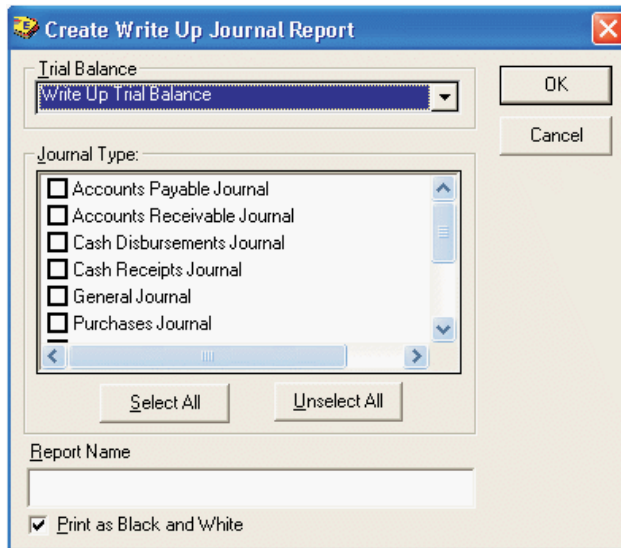 Create Write Up Journal Report
Trial Balance
Write Up Trial Balance
OK
Cancel
Journal Type:
Accounts Payable Journal
Accounts Receivable Journal
Cash Disbursements Journal
Cash Receipts Journal
General Journal
Purchases Journal
Select All
Unselect All
Report Name
Print as Black and White